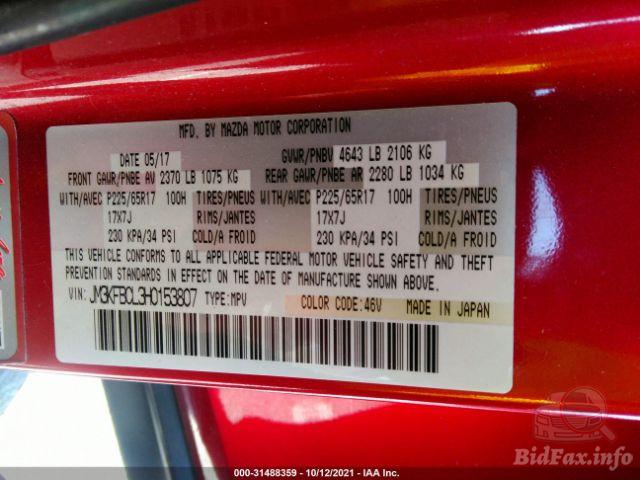 MFD. BY MAZDA MOTOR CORPORATION
DATE 05/17 GVWR/PNBV 4643 LB 2106 KG
FRONT GAWR/PNBE AV 2370 LB 1075 KG REAR GAWR/PNBE AR 2280 LB 1034 KG
WITH/AVEC P225/65R17 100H TIRES/PNEUS WITH/AVEC P225/65R17 100H TIRES/PNEUS
17X7J RIMS/JANTES 17X7J RIMS/JANTES
230 KPA/34 PSI COLD/A FROID 230 KPA/34 PSI COLD/A FROID
THIS VEHICLE CONFORMS TO ALL APPLICABLE FEDERAL MOTOR VEHICLE SAFETY AND THEFT
PREVENTION STANDARDS IN EFFECT ON THE DATE OF MANUFACTURE SHOWN ABOVE.
VIN: JM3KFBCL3H0153807 TYPE:MPV COLOR CODE:46V MADE IN JAPAN
BidFax.info
000-31488359 - 10/12/2021 - IAA Inc.